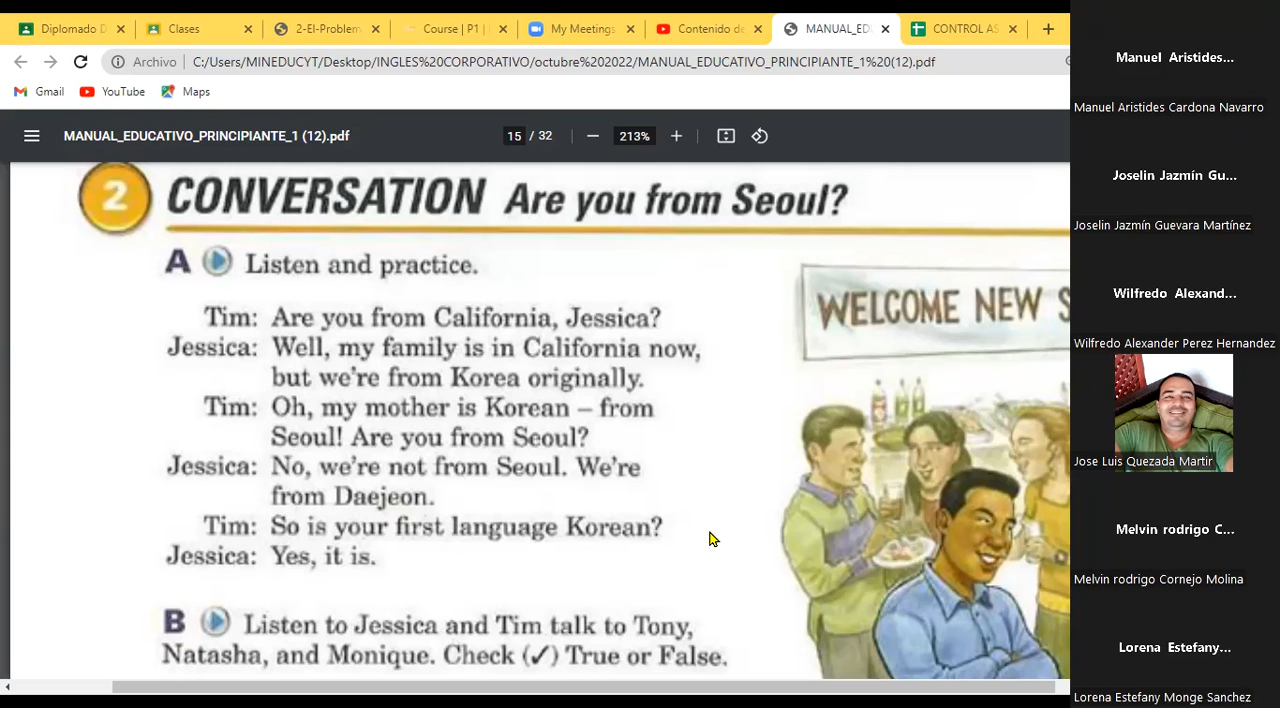 Diplomado D
Clases
2-El-Problem
Course | P1 |
My Meetings
Contenido de
MANUAL_ED
CONTROL AS
Archivo
C:/Users/MINEDUCYT/Desktop/INGLES%20CORPORATIVO/octubre%202022/MANUAL_EDUCATIVO_PRINCIPIANTE_1%20(12).pdf
Gmail
YouTube
Maps
MANUAL_EDUCATIVO_PRINCIPIANTE_1 (12).pdf
15 / 32
213%
2 CONVERSATION Are you from Seoul?
A Listen and practice.
Tim: Are you from California, Jessica?
Jessica: Well, my family is in California now,
but we're from Korea originally.
Tim: Oh, my mother is Korean – from
Seoul! Are you from Seoul?
Jessica: No, we're not from Seoul. We're
from Daejeon.
Tim: So is your first language Korean?
Jessica: Yes, it is.
B Listen to Jessica and Tim talk to Tony,
Natasha, and Monique. Check (✓) True or False.
WELCOME NEW S
Manuel Aristides...
Manuel Aristides Cardona Navarro
Joselin Jazmín Gu...
Joselin Jazmín Guevara Martínez
Wilfredo Alexand...
Wilfredo Alexander Perez Hernandez
Jose Luis Quezada Martir
Melvin rodrigo C...
Melvin rodrigo Cornejo Molina
Lorena Estefany...
Lorena Estefany Monge Sanchez